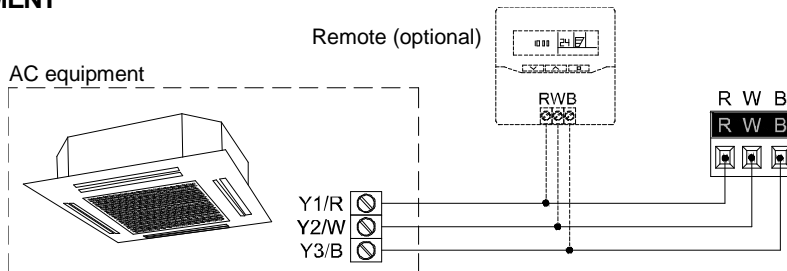 MENT
Remote (optional)
24
AC equipment
RWB
R W B
R W B
Y1/R
Y2/W
Y3/B